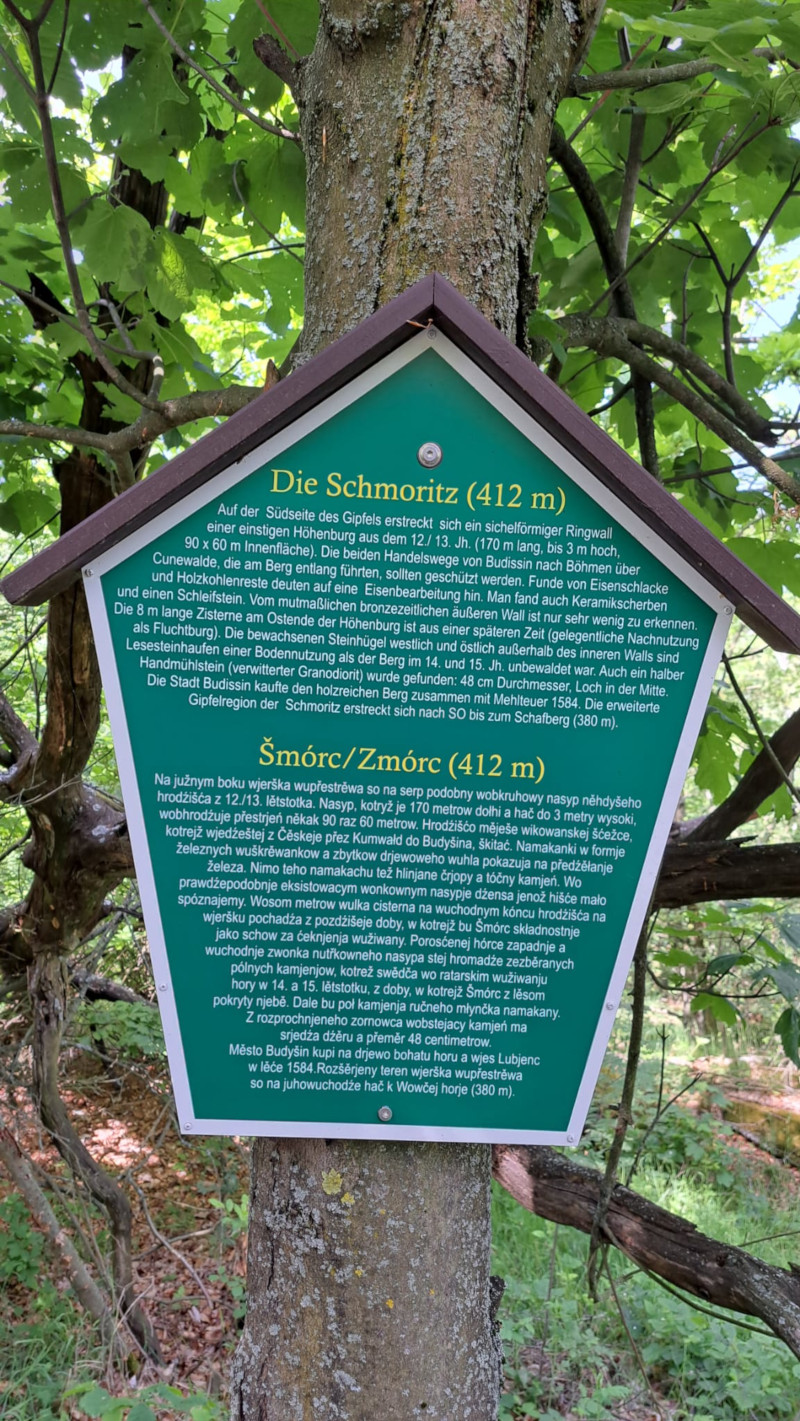 Die Schmoritz (412 m)
Auf der Südseite des Gipfels erstreckt sich ein sichelförmiger Ringwall
einer einstigen Höhenburg aus dem 12./ 13. Jh. (170 m lang, bis 3 m hoch,
90 x 60 m Innenfläche). Die beiden Handelswege von Budissin nach Böhmen über
Cunewalde, die am Berg entlang führten, sollten geschützt werden. Funde von Eisenschlacke
und Holzkohlenreste deuten auf eine Eisenbearbeitung hin. Man fand auch Keramikscherben
und einen Schleifstein. Vom mutmaßlichen bronzezeitlichen äußeren Wall ist nur sehr wenig zu erkennen.
Die 8 m lange Zisterne am Ostende der Höhenburg ist aus einer späteren Zeit (gelegentliche Nachnutzung
als Fluchtburg). Die bewachsenen Steinhügel westlich und östlich außerhalb des inneren Walls sind
Lesesteinhaufen einer Bodennutzung als der Berg im 14. und 15. Jh. unbewaldet war. Auch ein halber
Handmühlstein (verwitterter Granodiorit) wurde gefunden: 48 cm Durchmesser, Loch in der Mitte.
Die Stadt Budissin kaufte den holzreichen Berg zusammen mit Mehlteuer 1584. Die erweiterte
Gipfelregion der Schmoritz erstreckt sich nach SO bis zum Schafberg (380 m).
Šmórc/Zmórc (412 m)
Na južnym boku wjerška wupřestrěwa so na serp podobny wobkruhowy nasyp něhdyšeho
hrodźišća z 12./13. lětstotka. Nasyp, kotryž je 170 metrow dołhi a hač do 3 metry wysoki,
wobhrodźuje přestrjeń někak 90 raz 60 metrow. Hrodźišćo měješe wikowanskej šćežce,
kotrejž wjedźeštej z Čěskeje přez Kumwałd do Budyšina, škitać. Namakanki w formje
železnych wuškrěwankow a zbytkow drjewoweho wuhla pokazuja na předźěłanje
železa. Nimo teho namakachu tež hlinjane črjopy a tóčny kamjeń. Wo
prawdźepodobnje eksistowacym wonkownym nasypje dźensa jenož hišće mało
spóznajemy. Wosom metrow wulka cisterna na wuchodnym kóncu hrodźišća na
wjeršku pochadźa z pozdźišeje doby, w kotrejž bu Šmórc składnostnje
jako schow za ćeknjenja wužiwany. Porosćenej hórce zapadnje a
wuchodnje zwonka nutřkowneho nasypa stej hromadźe zezběranych
pólnych kamjenjow, kotrež swědča wo ratarskim wužiwanju
hory w 14. a 15. lětstotku, z doby, w kotrejž Šmórc z lěsom
pokryty njebě. Dale bu poł kamjenja ručneho młynčka namakany.
Z rozprochnjeneho zornowca wobstejacy kamjeń ma
srjedźa dźěru a přeměr 48 centimetrow.
Město Budyšin kupi na drjewo bohatu horu a wjes Lubjenc
w lěće 1584.Rozšěrjeny teren wjerška wupřestrěwa
so na juhowuchodźe hač k Wowčej horje (380 m).